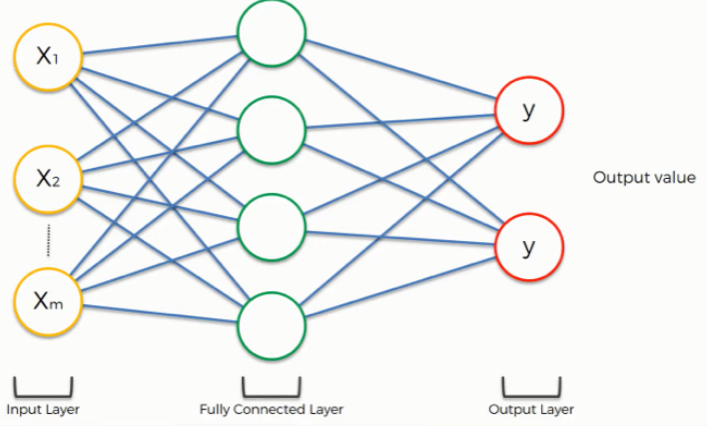 X1
X2
Xm
y
y
Output value
Input Layer
Fully Connected Layer
Output Layer